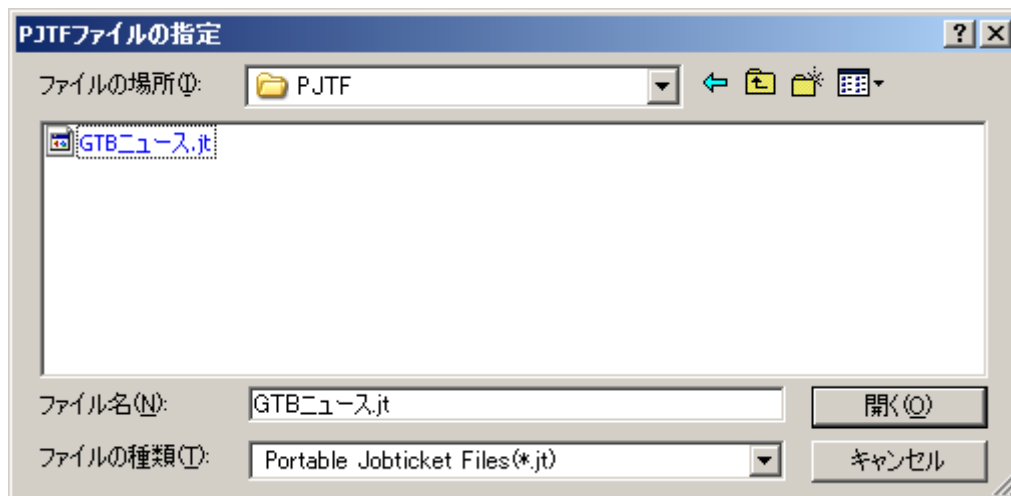 PJTFファイルの指定
ファイルの場所(I):
PJTF
GTBニュース.jt
ファイル名(N):
GTBニュース.jt
開く(O)
ファイルの種類(T):
Portable Jobticket Files(*.jt)
キャンセル